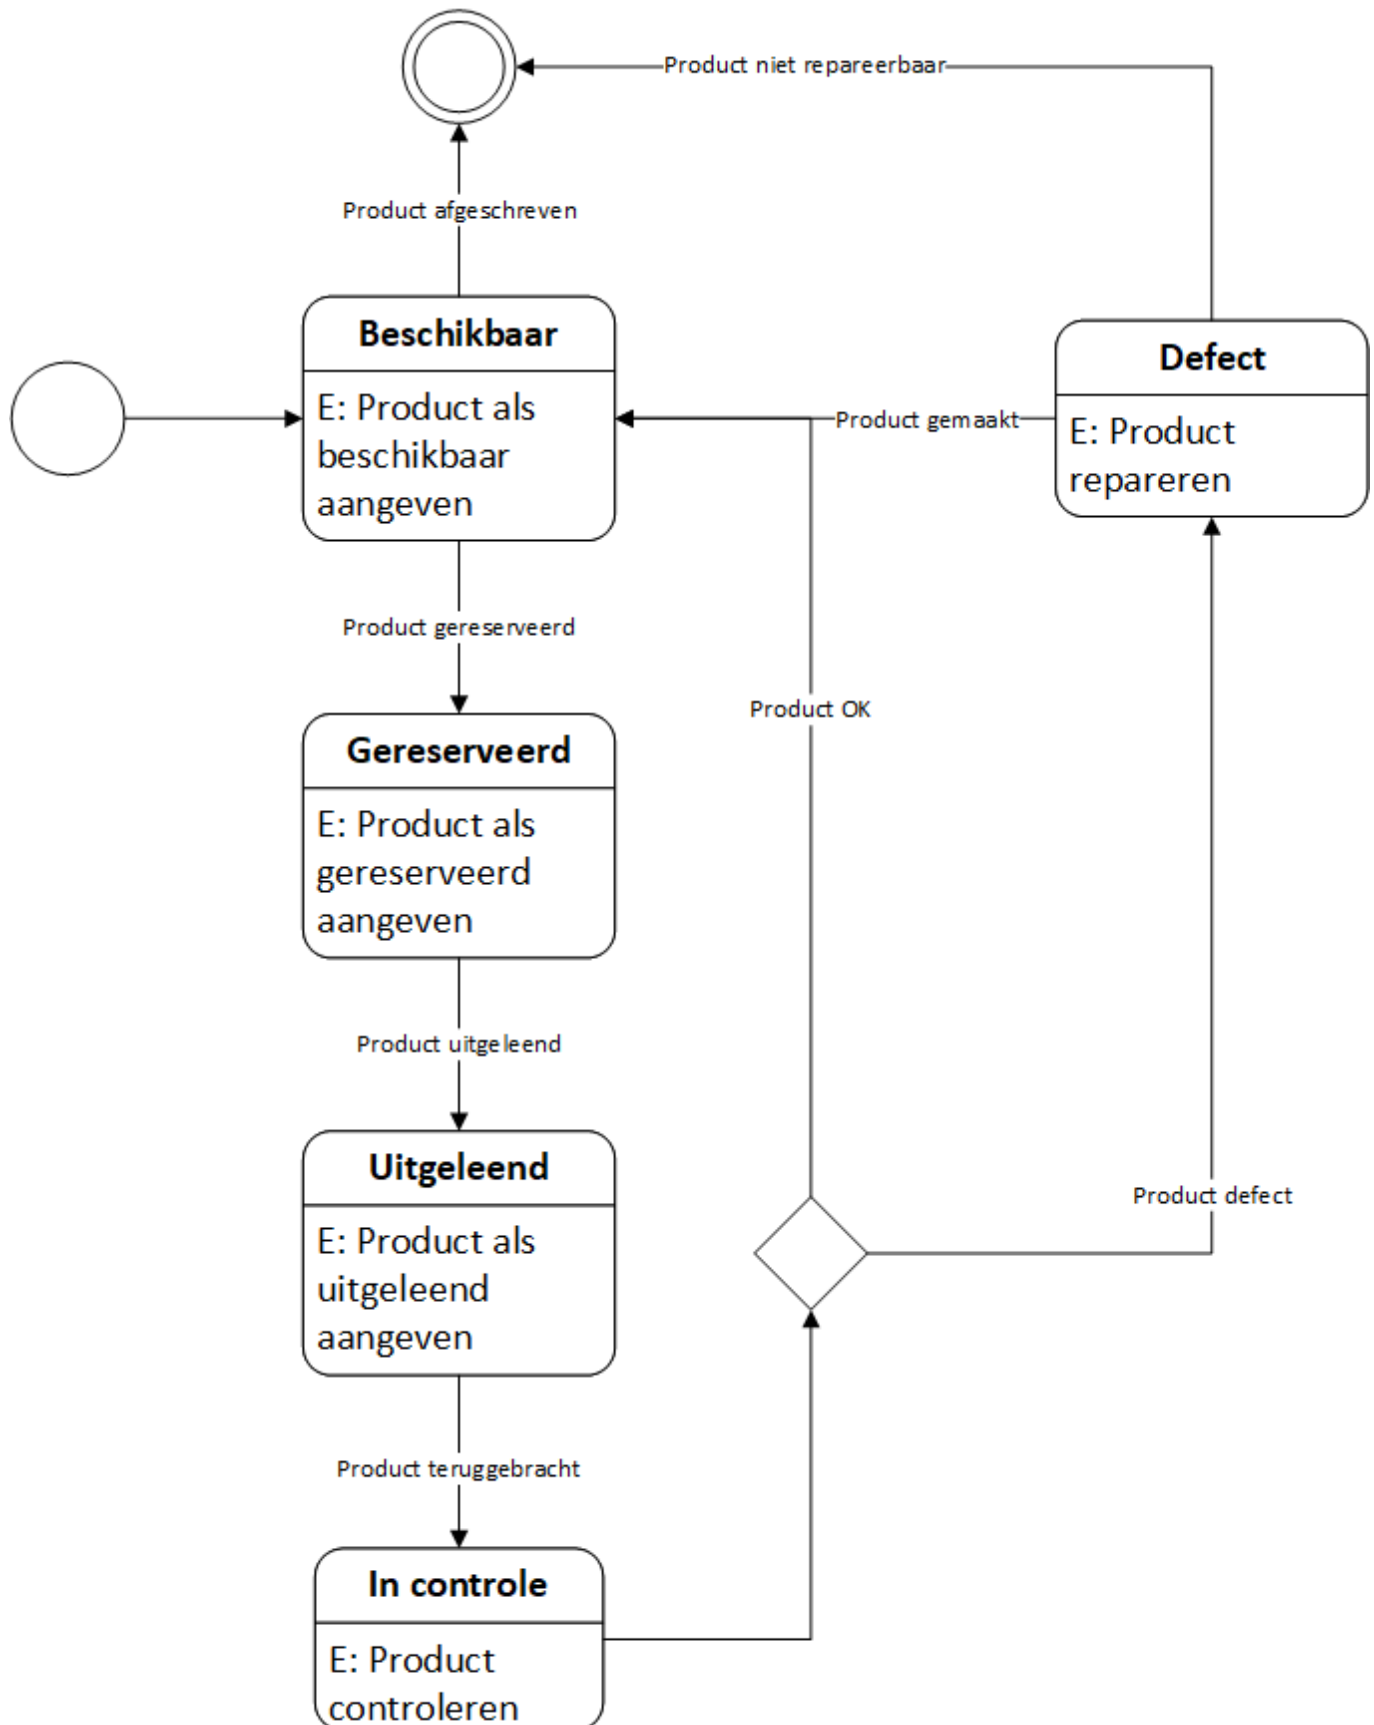 Product niet repareerbaar
Product afgeschreven
Beschikbaar
E: Product als
beschikbaar
aangeven
Defect
E: Product
repareren
Product gemaakt
Product gereserveerd
Product OK
Gereserveerd
E: Product als
gereserveerd
aangeven
Product uitgeleend
Uitgeleend
E: Product als
uitgeleend
aangeven
Product defect
Product teruggebracht
In controle
E: Product
controleren